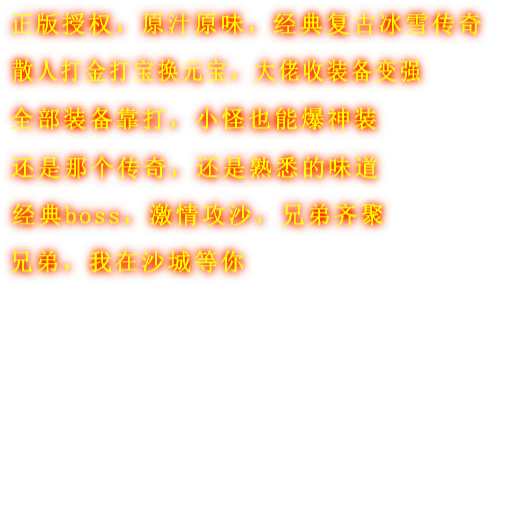 正版授权，原汁原味，经典复古冰雪传奇
散人打金打宝换元宝，大佬收装备变强
全部装备靠打，小怪也能爆神装
还是那个传奇，还是熟悉的味道
经典boss，激情攻沙，兄弟齐聚
兄弟，我在沙城等你